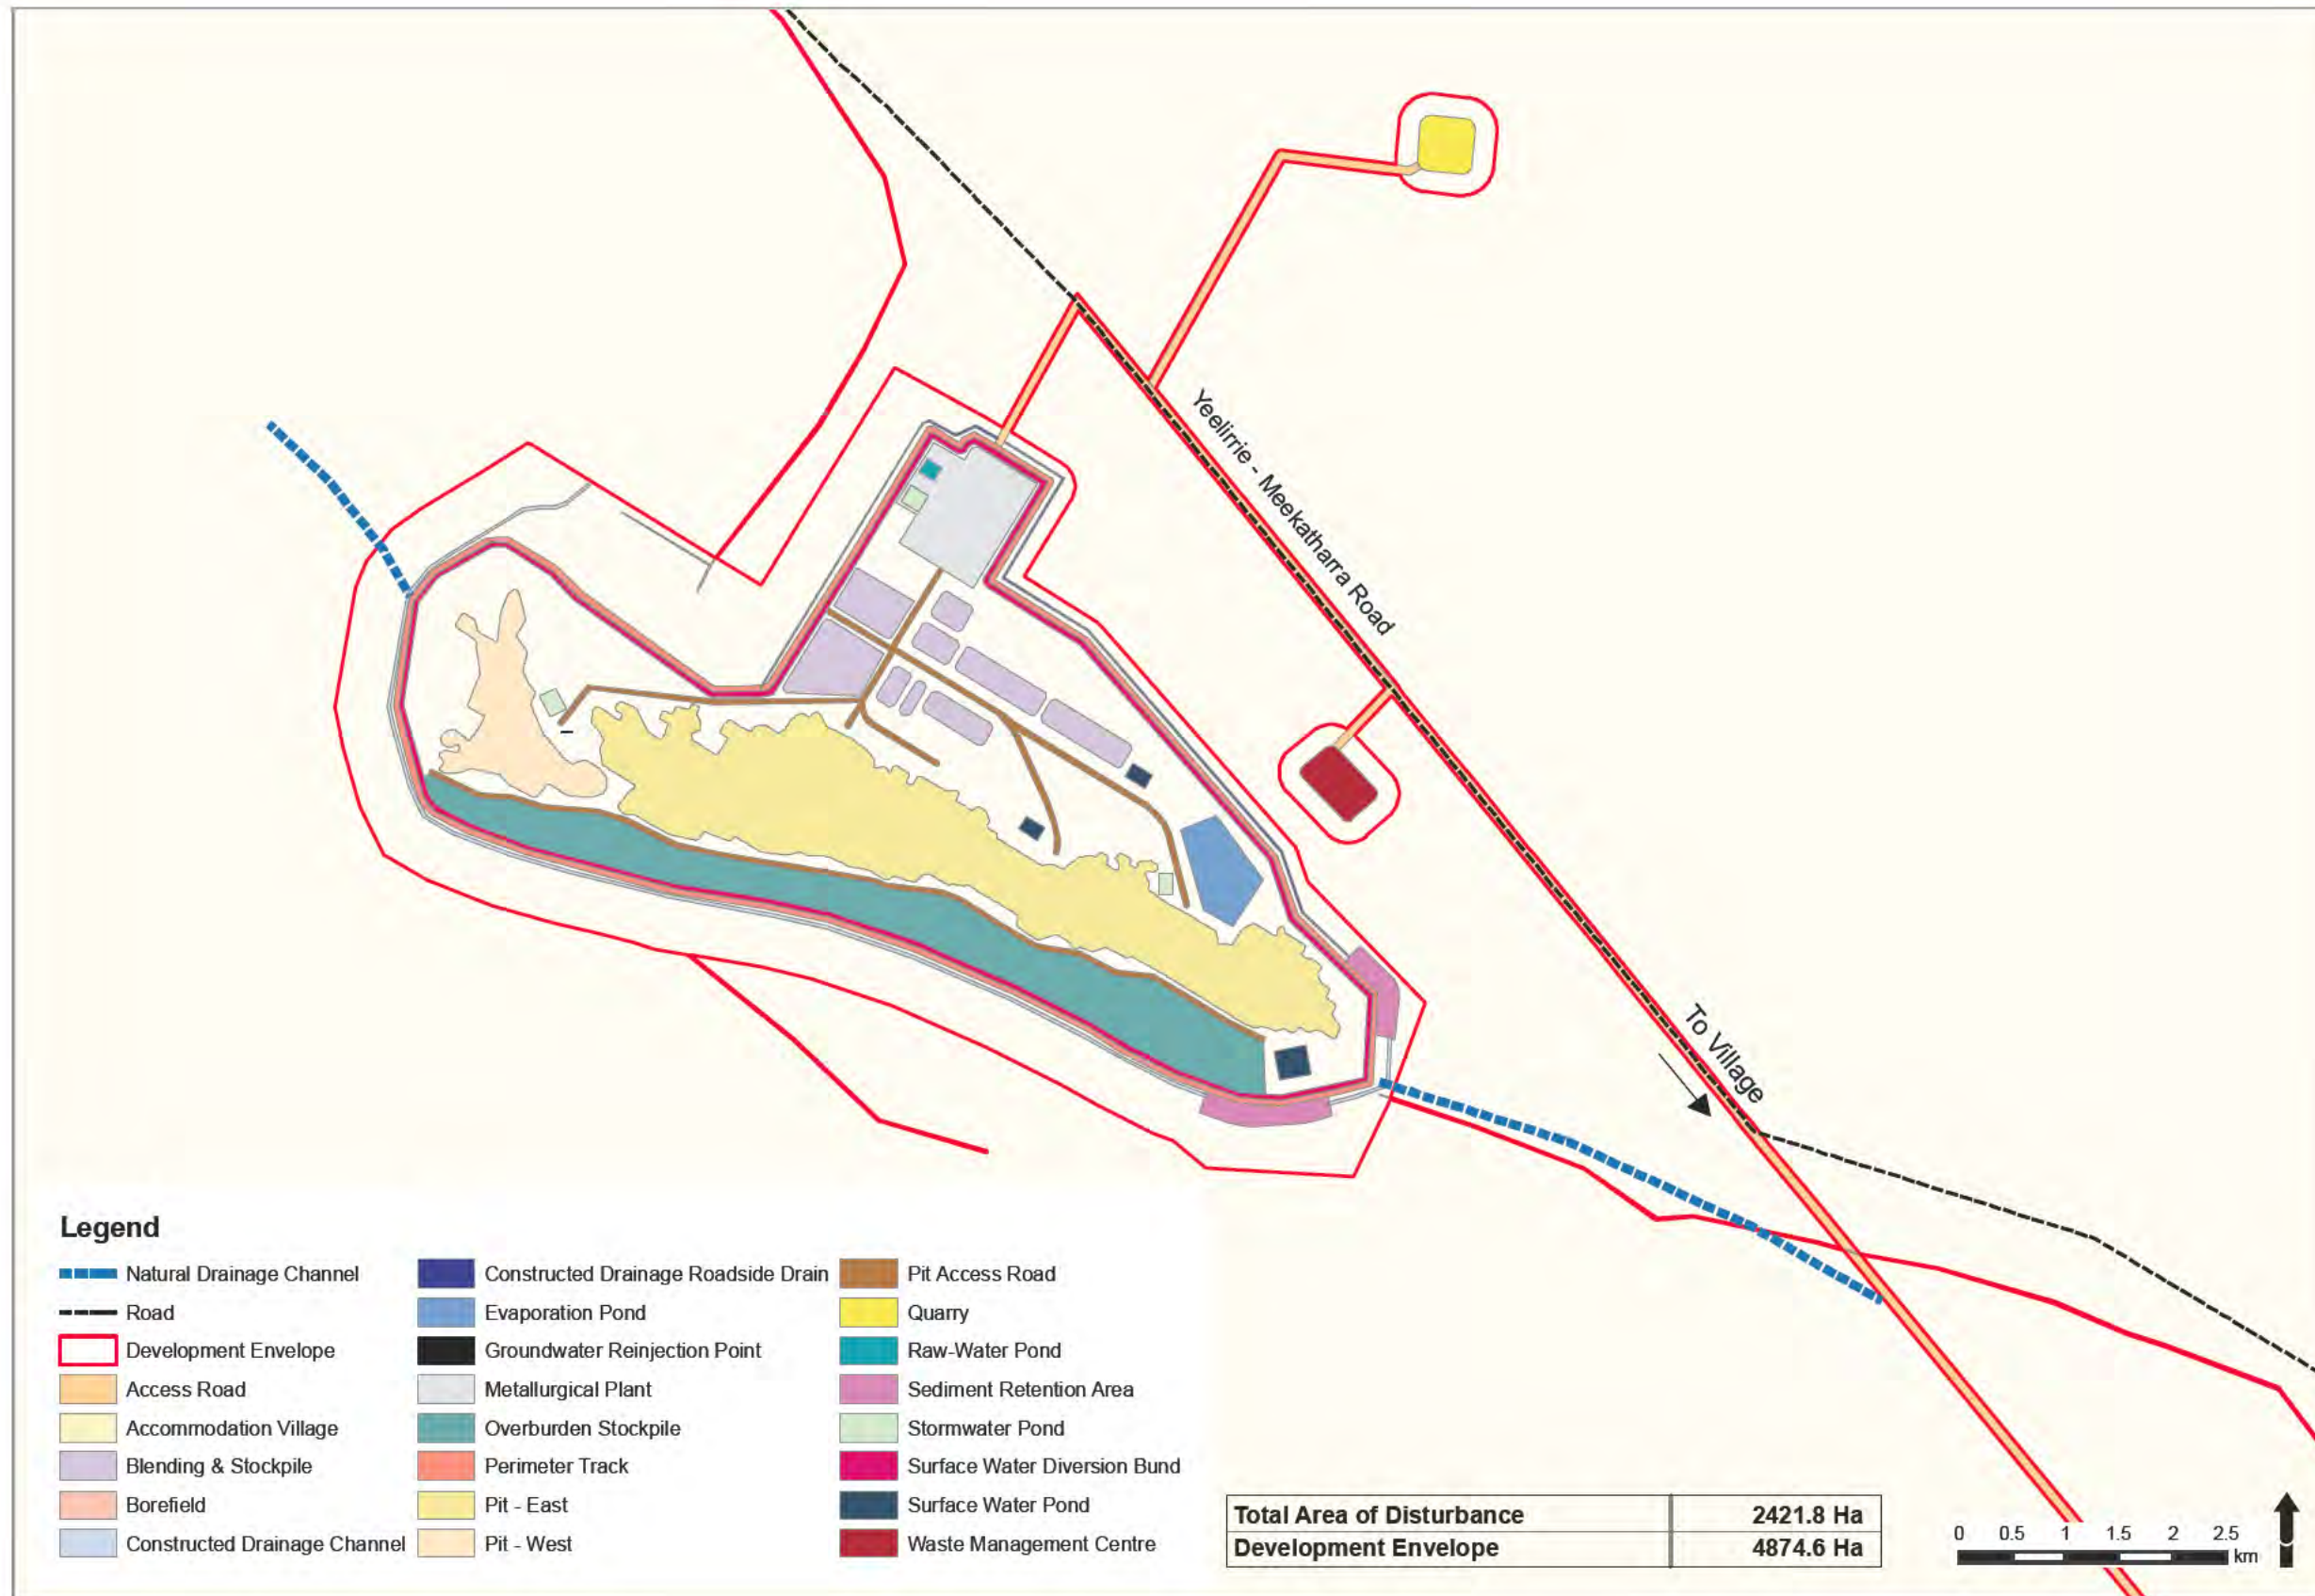 Yeelirrie - Meekatharra Road
To Village
Legend
Natural Drainage Channel
Road
Development Envelope
Access Road
Accommodation Village
Blending & Stockpile
Borefield
Constructed Drainage Channel
Constructed Drainage Roadside Drain
Evaporation Pond
Groundwater Reinjection Point
Metallurgical Plant
Overburden Stockpile
Perimeter Track
Pit - East
Pit - West
Pit Access Road
Quarry
Raw-Water Pond
Sediment Retention Area
Stormwater Pond
Surface Water Diversion Bund
Surface Water Pond
Waste Management Centre
Total Area of Disturbance 2421.8 Ha
Development Envelope 4874.6 Ha
0 0.5 1 1.5 2 2.5
km